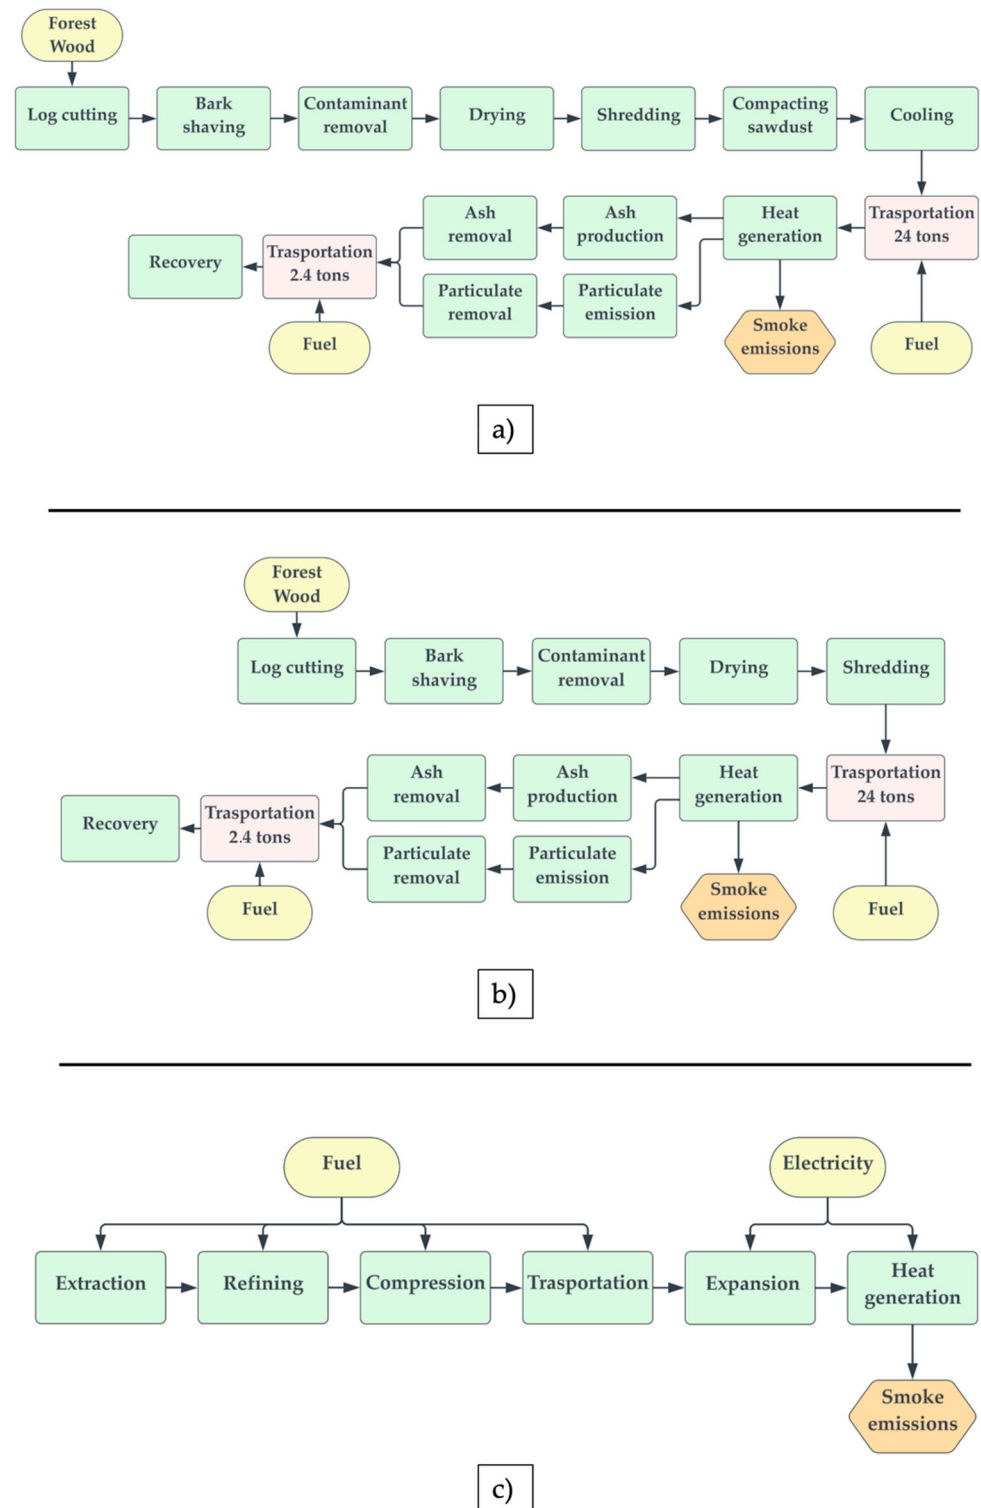 Forest
Wood
Log cutting
Bark
shaving
Contaminant
removal
Drying
Shredding
Compacting
sawdust
Cooling
Recovery
Trasportation
2.4 tons
Fuel
Ash
removal
Ash
production
Particulate
removal
Particulate
emission
Heat
generation
Smoke
emissions
Trasportation
24 tons
Fuel
a)
Forest
Wood
Log cutting
Bark
shaving
Contaminant
removal
Drying
Shredding
Recovery
Trasportation
2.4 tons
Fuel
Ash
removal
Ash
production
Particulate
removal
Particulate
emission
Heat
generation
Smoke
emissions
Trasportation
24 tons
Fuel
b)
Fuel
Electricity
Extraction
Refining
Compression
Trasportation
Expansion
Heat
generation
Smoke
emissions
c)